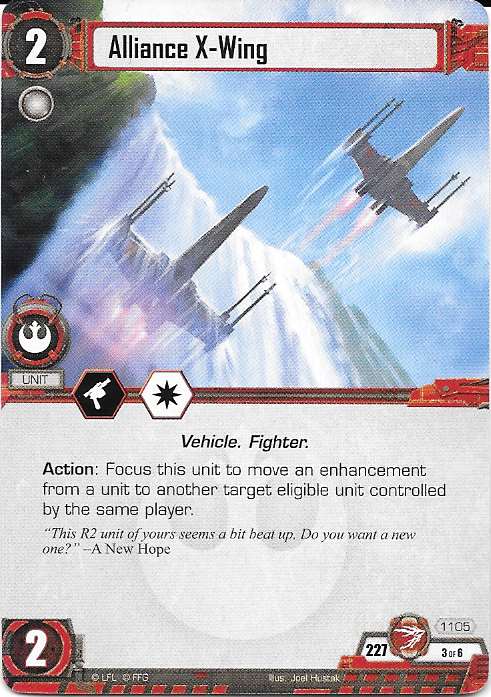 2
Alliance X-Wing
UNIT
Vehicle. Fighter.
Action: Focus this unit to move an enhancement
from a unit to another target eligible unit controlled
by the same player.
“This R2 unit of yours seems a bit beat up. Do you want a new
one?” –A New Hope
2
1105
227
3 OF 6
© LFL © FFG
Illus. Joel Hustak